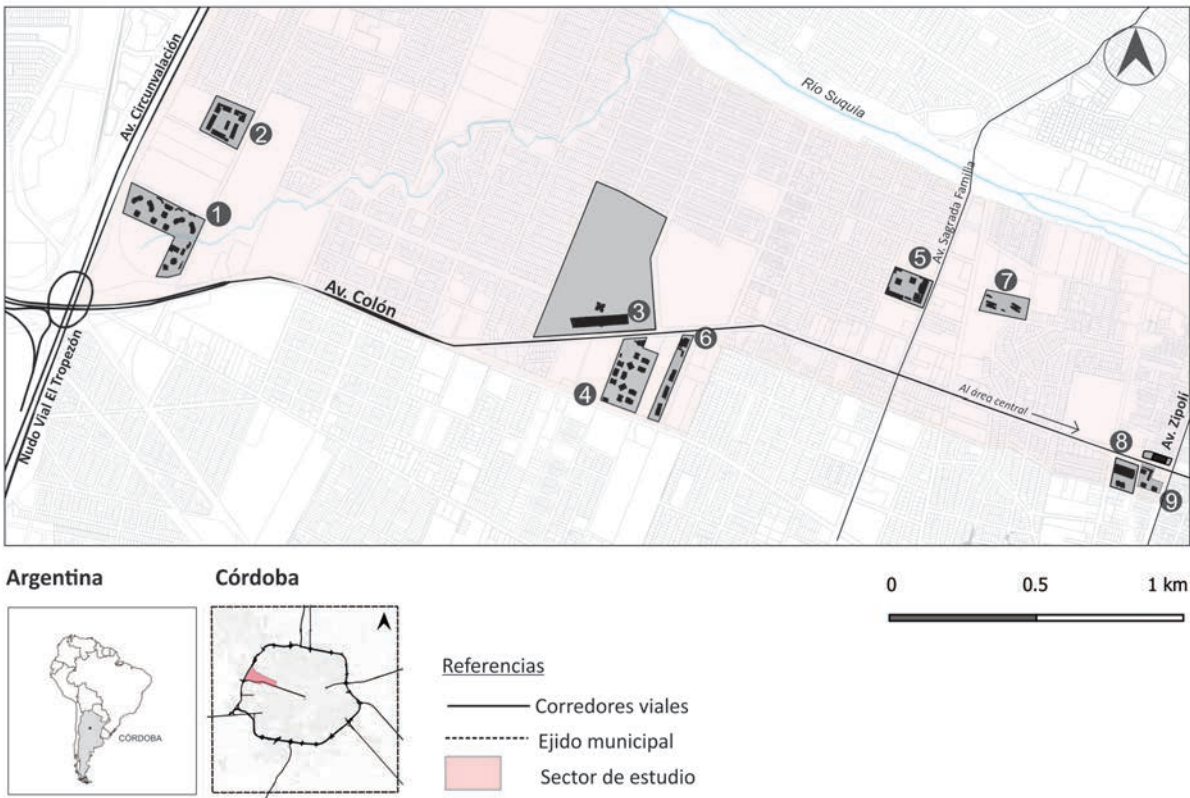 Av. Circunvalación
Río Suquía
2
1
Av. Sagrada Familia
5
7
Av. Colón
3
6
Nudo Vial El Tropezón
4
Al área central
Av. Zipoli
8
9
Argentina
Córdoba
0 0.5 1 km
CÓRDOBA
Referencias
Corredores viales
Ejido municipal
Sector de estudio